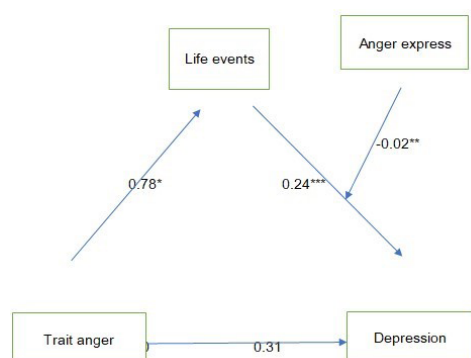 Anger express
Life events
-0.02**
0.78*
0.24***
Trait anger
0.31
Depression